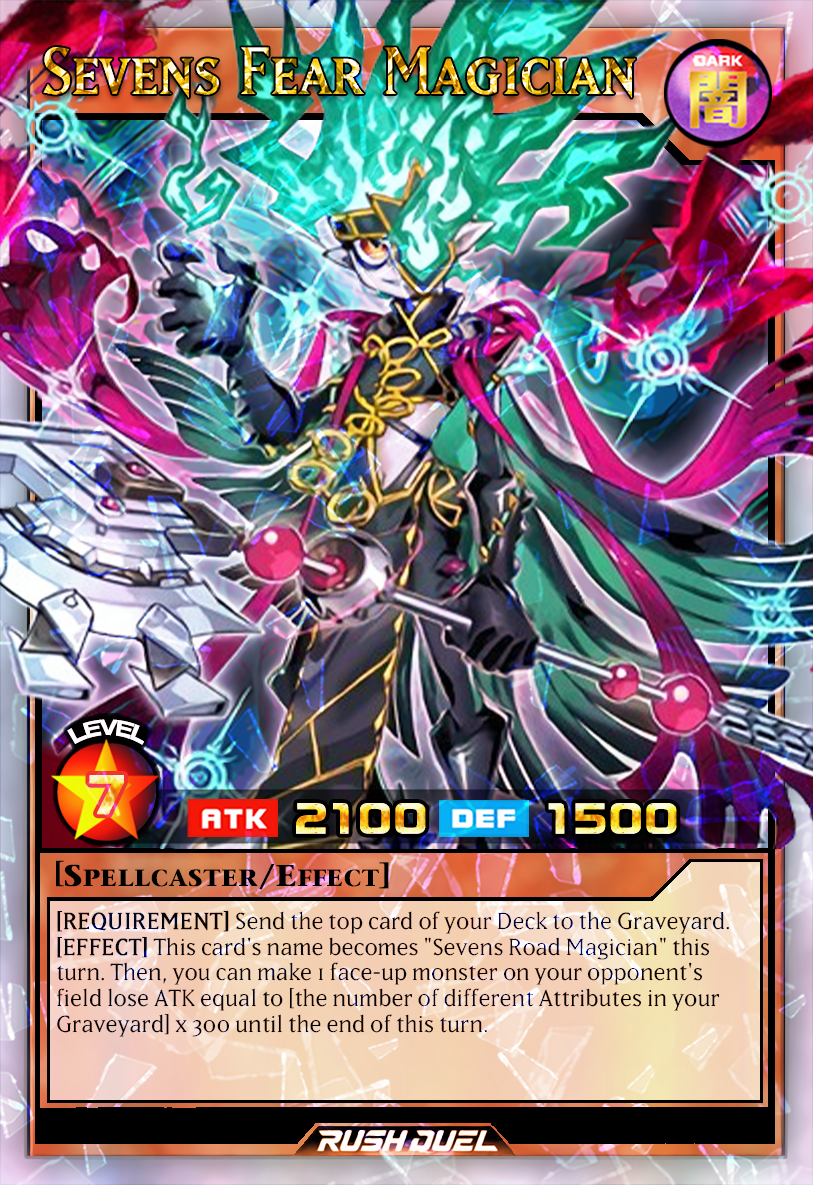 Sevens Fear Magician
DARK
闇
LEVEL
7
ATK 2100 DEF 1500
[Spellcaster/Effect]
[REQUIREMENT] Send the top card of your Deck to the Graveyard.
[EFFECT] This card's name becomes "Sevens Road Magician" this
turn. Then, you can make 1 face-up monster on your opponent's
field lose ATK equal to [the number of different Attributes in your
Graveyard] x 300 until the end of this turn.
RUSH DUEL